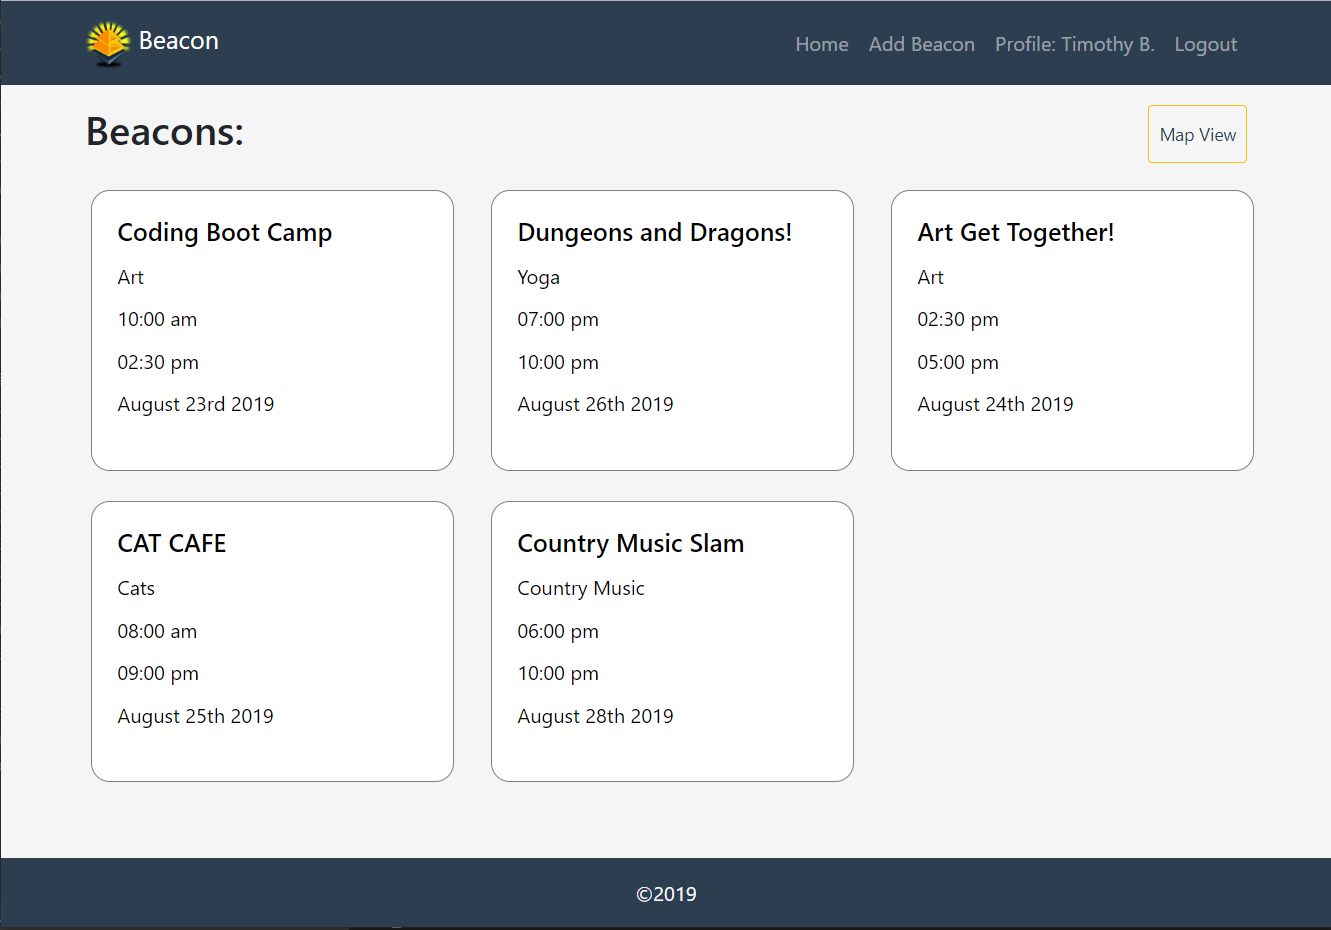 Beacon
Home
Add Beacon
Profile: Timothy B.
Logout
Beacons:
Map View
Coding Boot Camp
Art
10:00 am
02:30 pm
August 23rd 2019
Dungeons and Dragons!
Yoga
07:00 pm
10:00 pm
August 26th 2019
Art Get Together!
Art
02:30 pm
05:00 pm
August 24th 2019
CAT CAFE
Cats
08:00 am
09:00 pm
August 25th 2019
Country Music Slam
Country Music
06:00 pm
10:00 pm
August 28th 2019
©2019